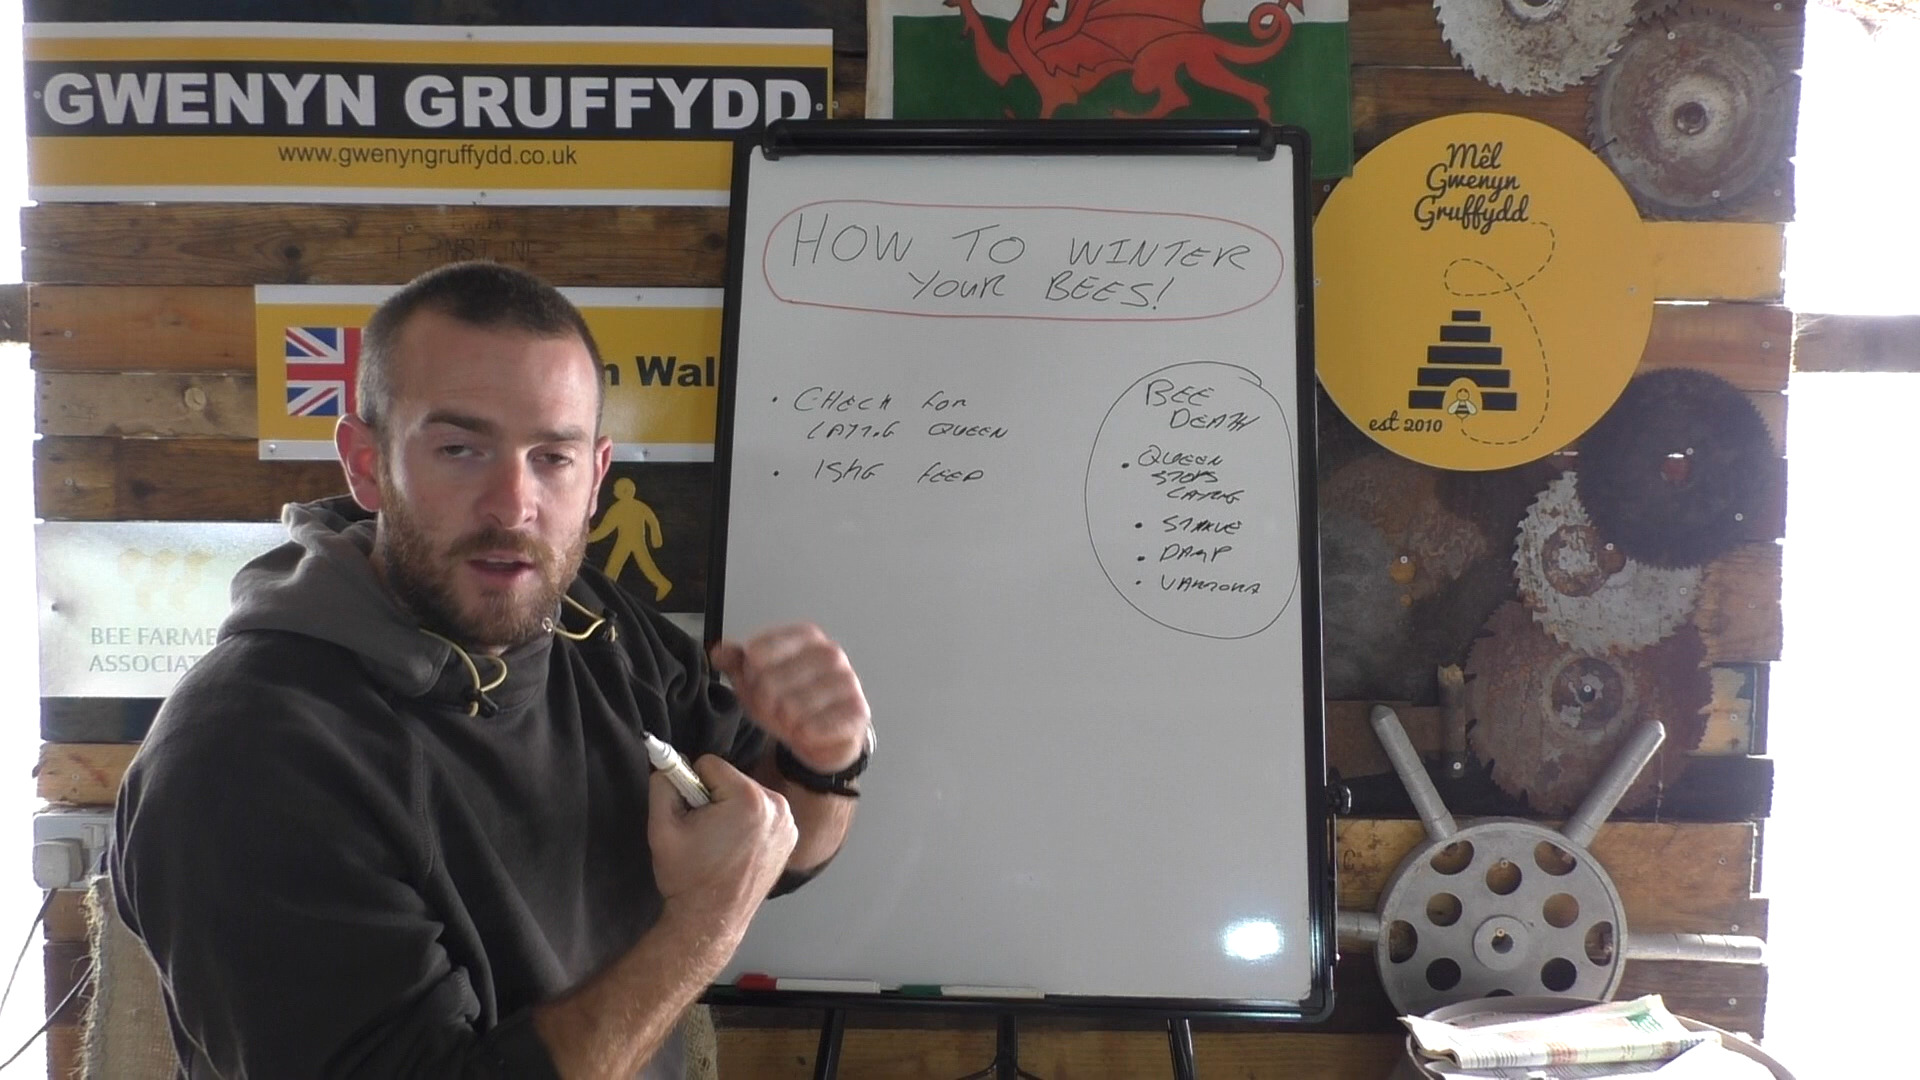 GWENYN GRUFFYDD
www.gwenyngruffydd.co.uk
n Wal
BEE FARME
ASSOCIAT
HOW TO WINTER
YOUR BEES!
• CHECK FOR
LAYING QUEEN
• 15KG FEED
BEE
DEATH
• QUEEN
STOPS
LAYING
• STARVE
• DAMP
• VARROA
Mêl
Gwenyn
Gruffydd
est 2010